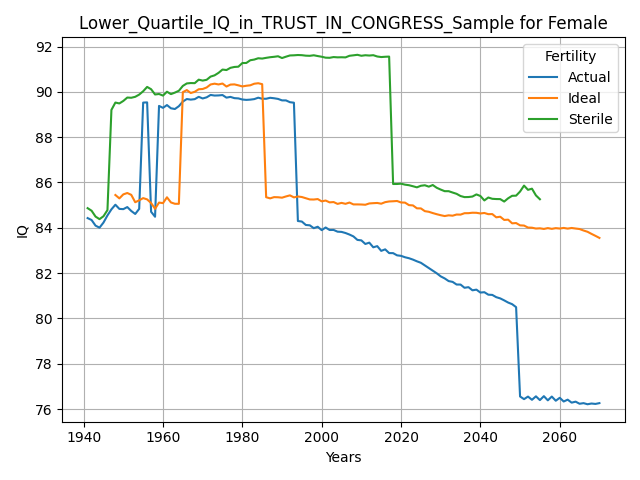 Lower_Quartile_IQ_in_TRUST_IN_CONGRESS_Sample for Female
Fertility
Actual
Ideal
Sterile
IQ
92
90
88
86
84
82
80
78
76
1940
1960
1980
2000
2020
2040
2060
Years